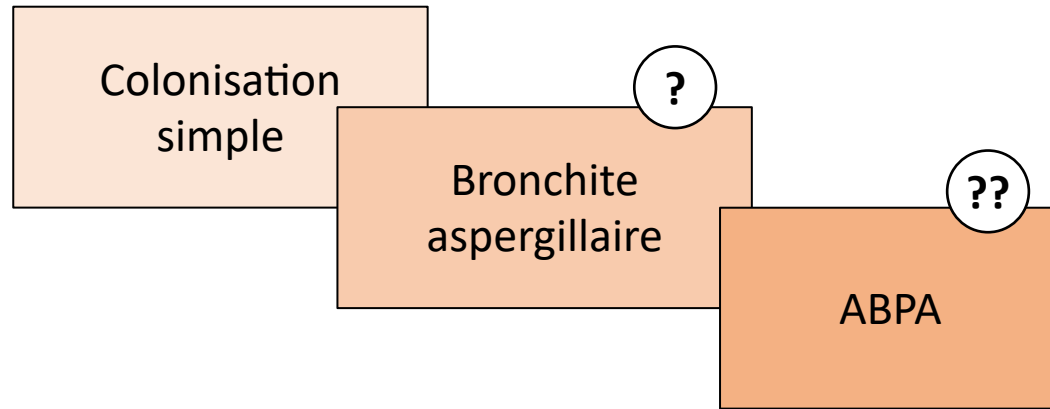 Colonisation
simple
?
Bronchite
aspergillaire
??
ABPA